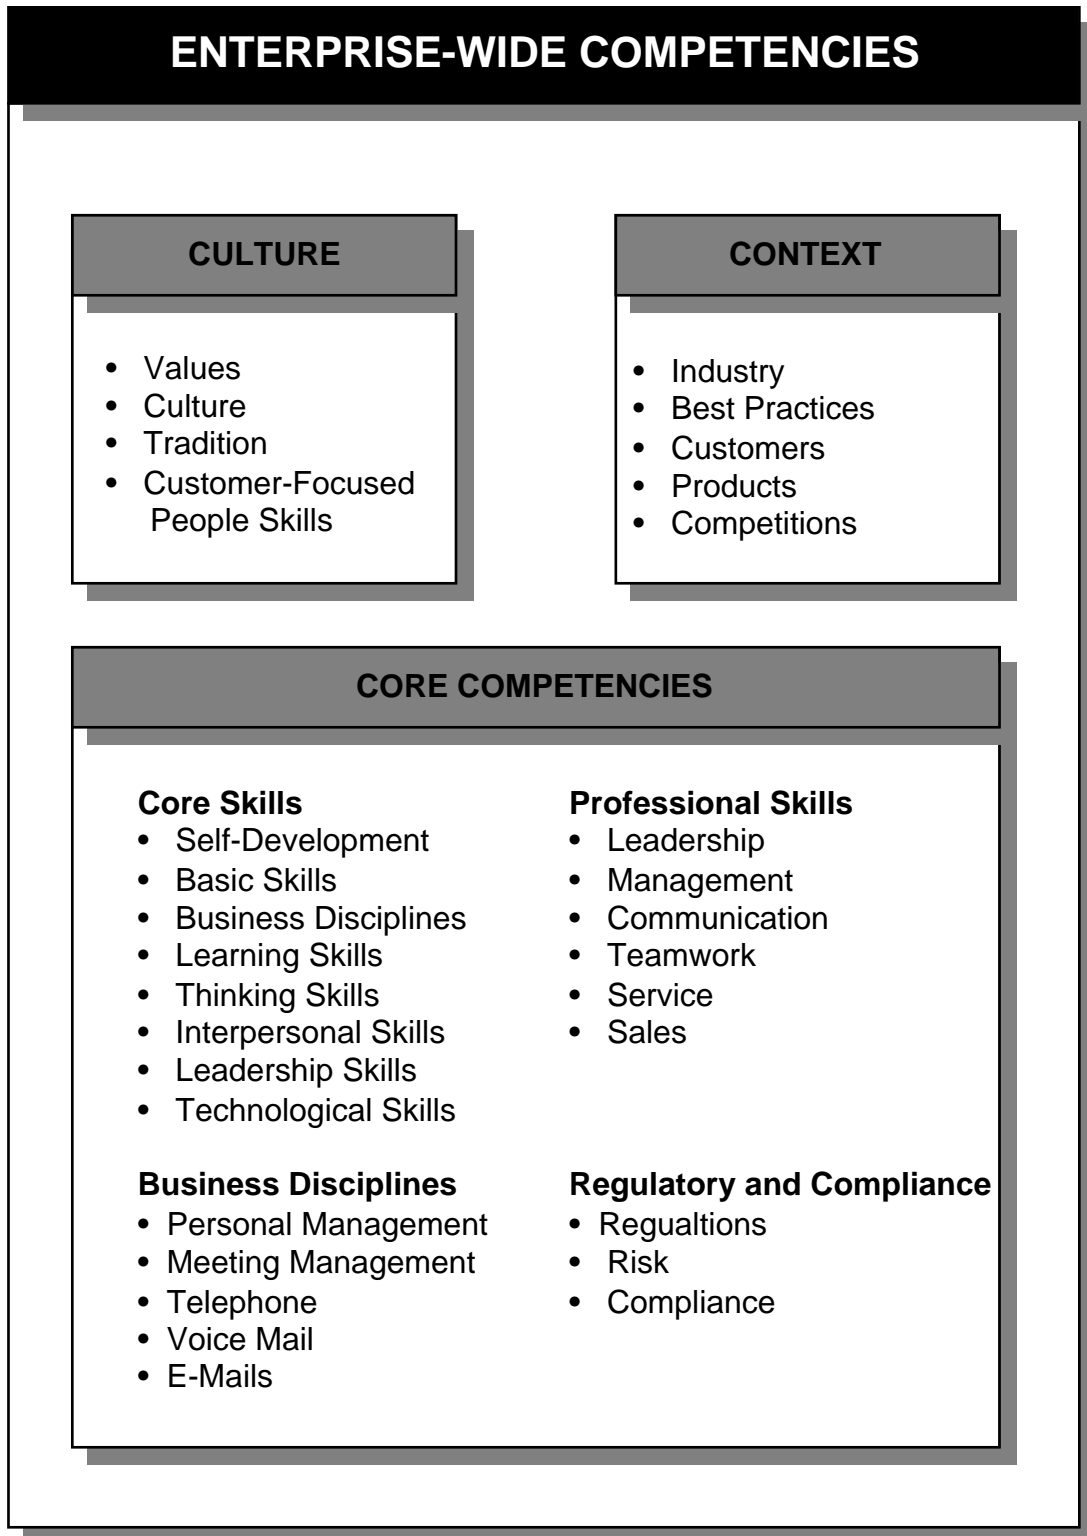 ENTERPRISE-WIDE COMPETENCIES
CULTURE
• Values
• Culture
• Tradition
• Customer-Focused
People Skills
CONTEXT
• Industry
• Best Practices
• Customers
• Products
• Competitions
CORE COMPETENCIES
Core Skills
• Self-Development
• Basic Skills
• Business Disciplines
• Learning Skills
• Thinking Skills
• Interpersonal Skills
• Leadership Skills
• Technological Skills
Professional Skills
• Leadership
• Management
• Communication
• Teamwork
• Service
• Sales
Business Disciplines
• Personal Management
• Meeting Management
• Telephone
• Voice Mail
• E-Mails
Regulatory and Compliance
• Regualtions
• Risk
• Compliance